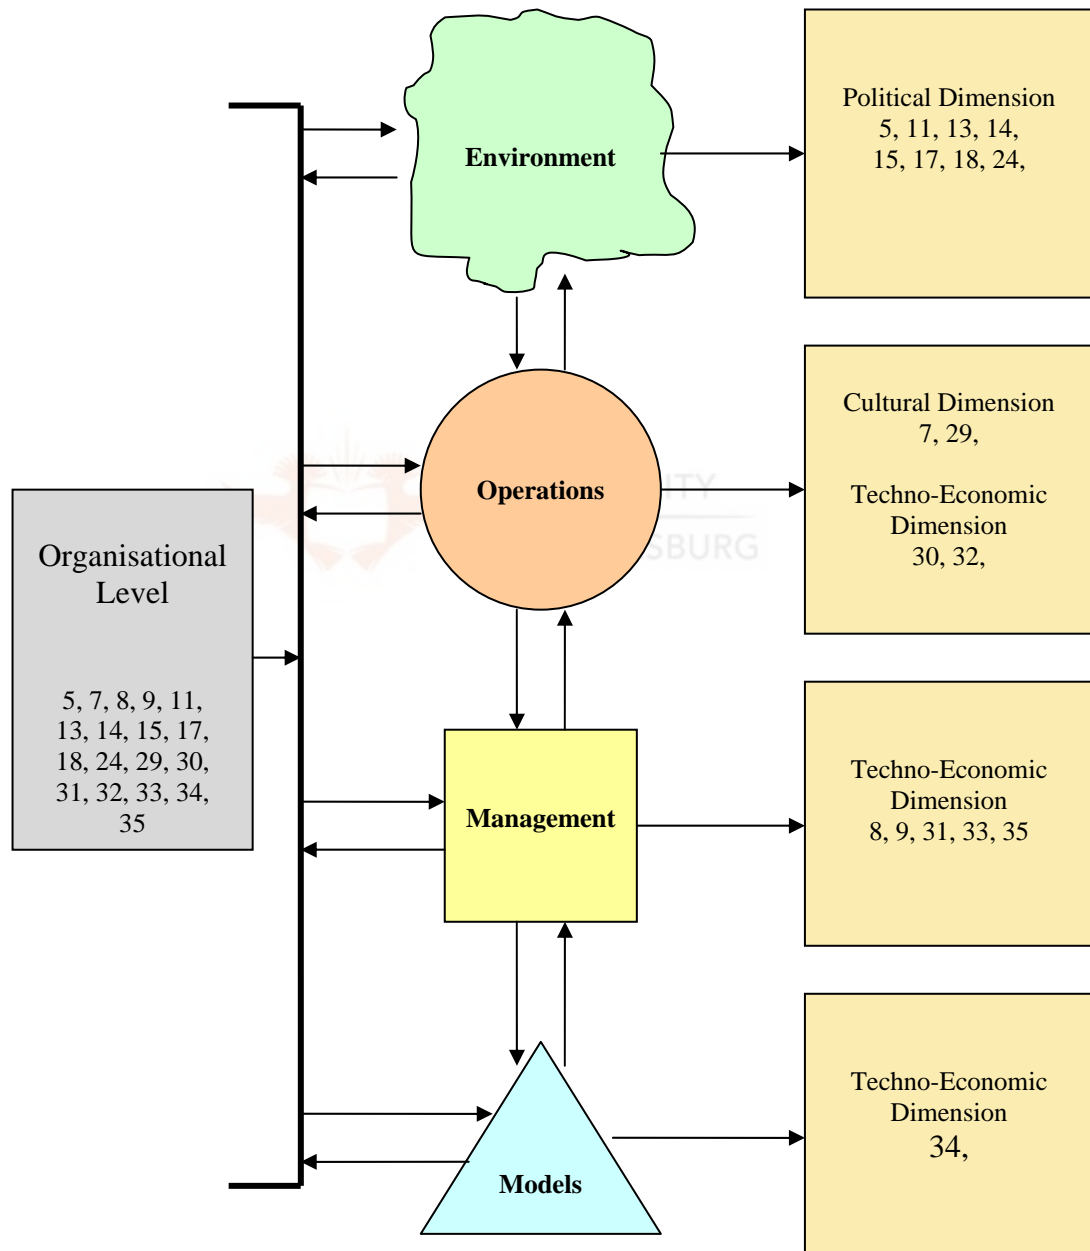 Environment
Political Dimension
5, 11, 13, 14,
15, 17, 18, 24,
Operations
Cultural Dimension
7, 29,
Techno-Economic
Dimension
30, 32,
ITY
SBURG
Organisational
Level
5, 7, 8, 9, 11,
13, 14, 15, 17,
18, 24, 29, 30,
31, 32, 33, 34,
35
Management
Techno-Economic
Dimension
8, 9, 31, 33, 35
Models
Techno-Economic
Dimension
34,